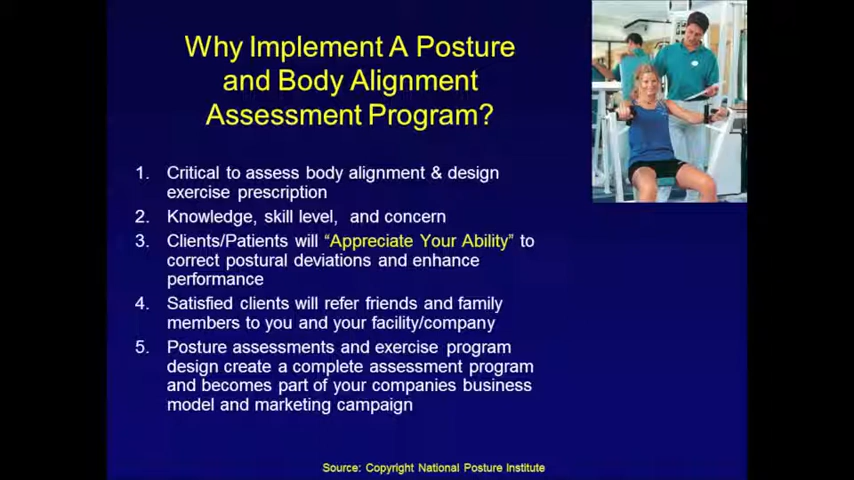 Why Implement A Posture
and Body Alignment
Assessment Program?
1. Critical to assess body alignment & design
exercise prescription
2. Knowledge, skill level, and concern
3. Clients/Patients will “Appreciate Your Ability” to
correct postural deviations and enhance
performance
4. Satisfied clients will refer friends and family
members to you and your facility/company
5. Posture assessments and exercise program
design create a complete assessment program
and becomes part of your companies business
model and marketing campaign
Source: Copyright National Posture Institute